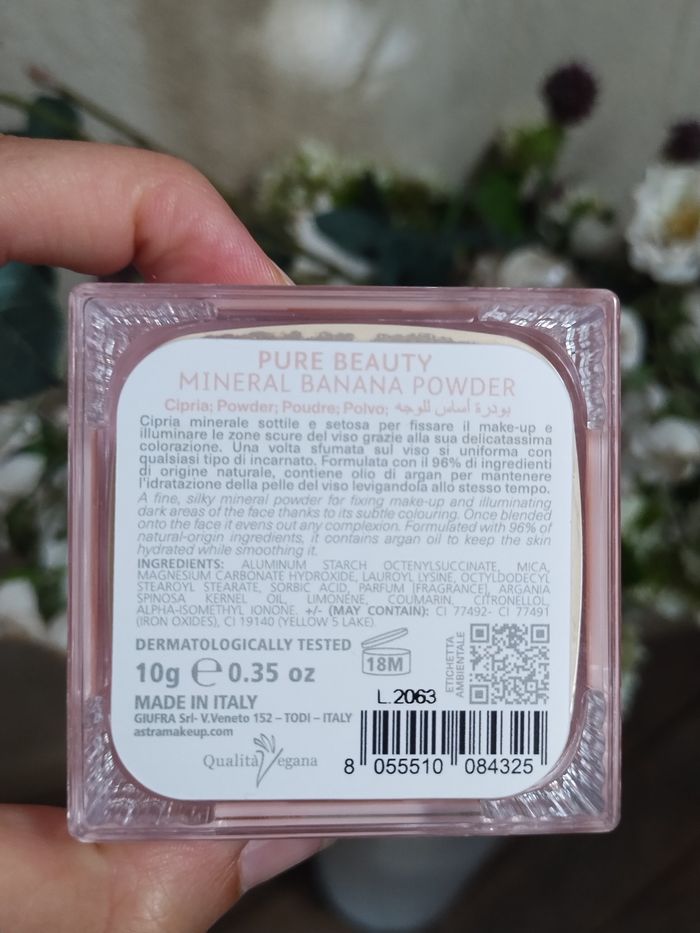 PURE BEAUTY
MINERAL BANANA POWDER
Cipria; Powder; Poudre; Polvo; بودرة أساس للوجه
Cipria minerale sottile e setosa per fissare il make-up e
illuminare le zone scure del viso grazie alla sua delicatassima
colorazione. Una volta sfumata sul viso si uniforma con
qualsiasi tipo di incarnato. Formulata con il 96% di ingredienti
di origine naturale, contiene olio di argan per mantenere
l'idratazione della pelle del viso levigandola allo stesso tempo.
A fine, silky mineral powder for fixing make-up and illuminating
dark areas of the face thanks to its subtle colouring. Once blended
onto the face it evens out any complexion. Formulated with 96% of
natural-origin ingredients, it contains argan oil to keep the skin
hydrated while smoothing it.
INGREDIENTS: ALUMINUM STARCH OCTENYLSUCCINATE, MICA,
MAGNESIUM CARBONATE HYDROXIDE, LAUROYL LYSINE, OCTYLDODECYL
STEAROYL STEARATE, SORBIC ACID, PARFUM [FRAGRANCE], ARGANIA
SPINOSA KERNEL OIL, LIMONENE, COUMARIN, CITRONELLOL,
ALPHA-ISOMETHYL IONONE. +/- (MAY CONTAIN): CI 77492- CI 77491
(IRON OXIDES), CI 19140 (YELLOW 5 LAKE).
DERMATOLOGICALLY TESTED
10g e 0.35 oz
MADE IN ITALY
GIUFRA Srl- V.Veneto 152 – TODI – ITALY
astramakeup.com
Qualità Vegana
18M
ETICHETTA
AMBIENTALE
L.2063
8 055510 084325